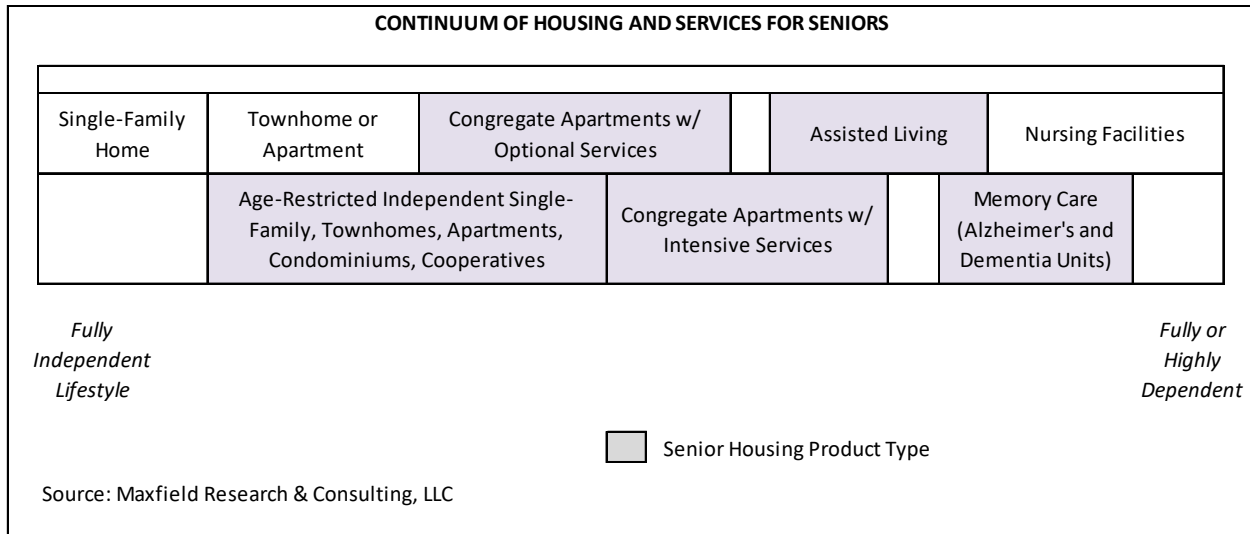 CONTINUUM OF HOUSING AND SERVICES FOR SENIORS
Single-Family
Home
Townhome or
Apartment
Congregate Apartments w/
Optional Services
Assisted Living
Nursing Facilities
Age-Restricted Independent Single-
Family, Townhomes, Apartments,
Condominiums, Cooperatives
Congregate Apartments w/
Intensive Services
Memory Care
(Alzheimer's and
Dementia Units)
Fully
Independent
Lifestyle
Fully or
Highly
Dependent
Senior Housing Product Type
Source: Maxfield Research & Consulting, LLC